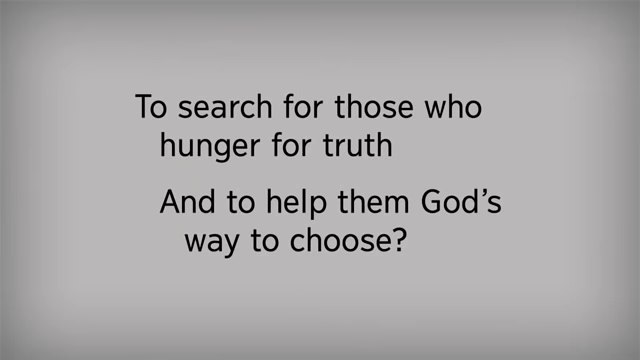 To search for those who
hunger for truth
And to help them God's
way to choose?